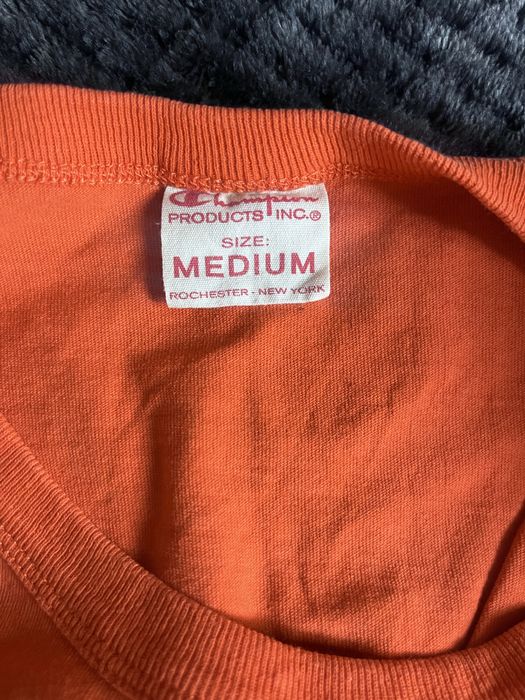 Champion
PRODUCTS INC.®
SIZE:
MEDIUM
ROCHESTER - NEW YORK